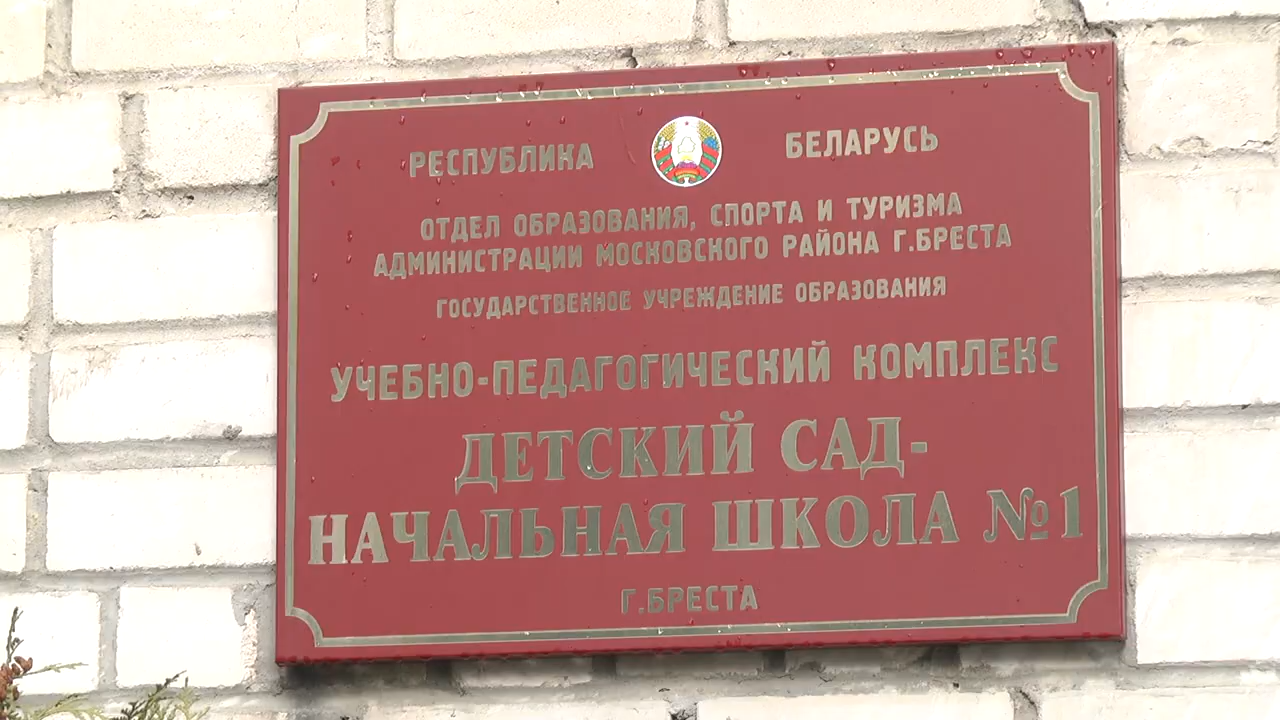 РЕСПУБЛИКА БЕЛАРУСЬ
ОТДЕЛ ОБРАЗОВАНИЯ, СПОРТА И ТУРИЗМА
АДМИНИСТРАЦИИ МОСКОВСКОГО РАЙОНА Г.БРЕСТА
ГОСУДАРСТВЕННОЕ УЧРЕЖДЕНИЕ ОБРАЗОВАНИЯ
УЧЕБНО-ПЕДАГОГИЧЕСКИЙ КОМПЛЕКС
ДЕТСКИЙ САД-
НАЧАЛЬНАЯ ШКОЛА №1
Г.БРЕСТА